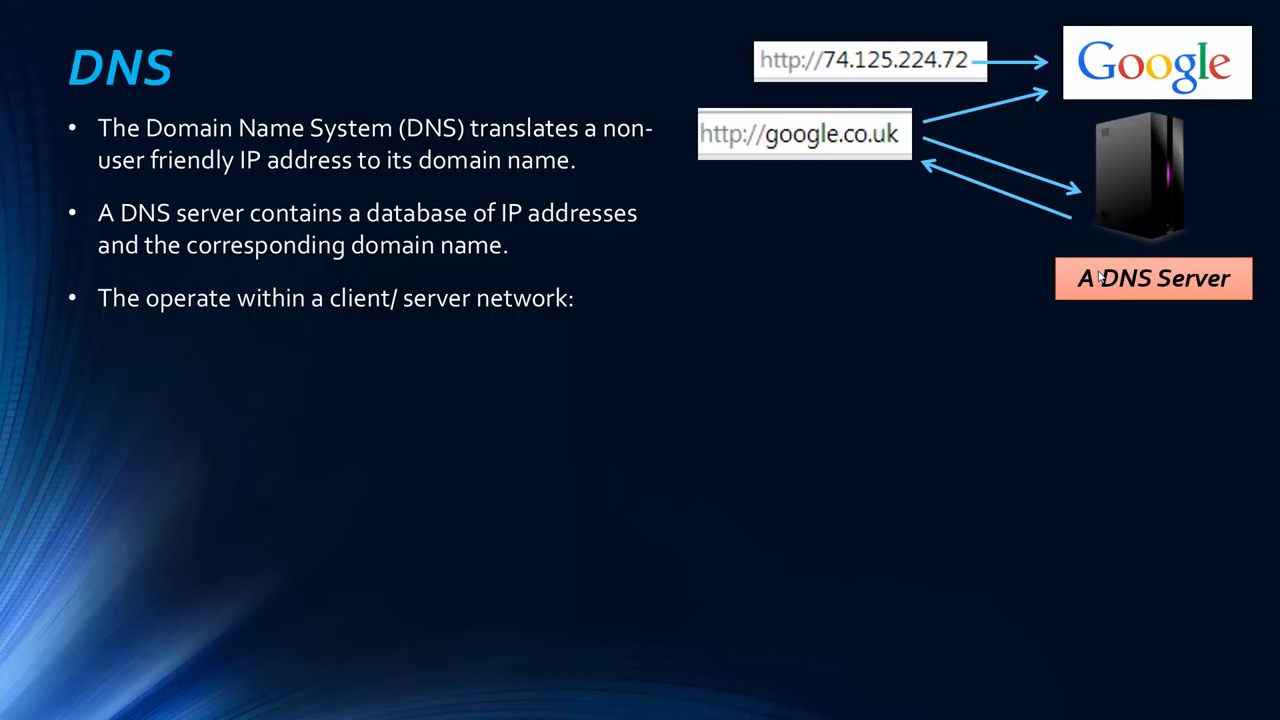 DNS
• The Domain Name System (DNS) translates a non-
user friendly IP address to its domain name.
• A DNS server contains a database of IP addresses
and the corresponding domain name.
• The operate within a client/ server network:
http://74.125.224.72
Google
http://google.co.uk
A DNS Server